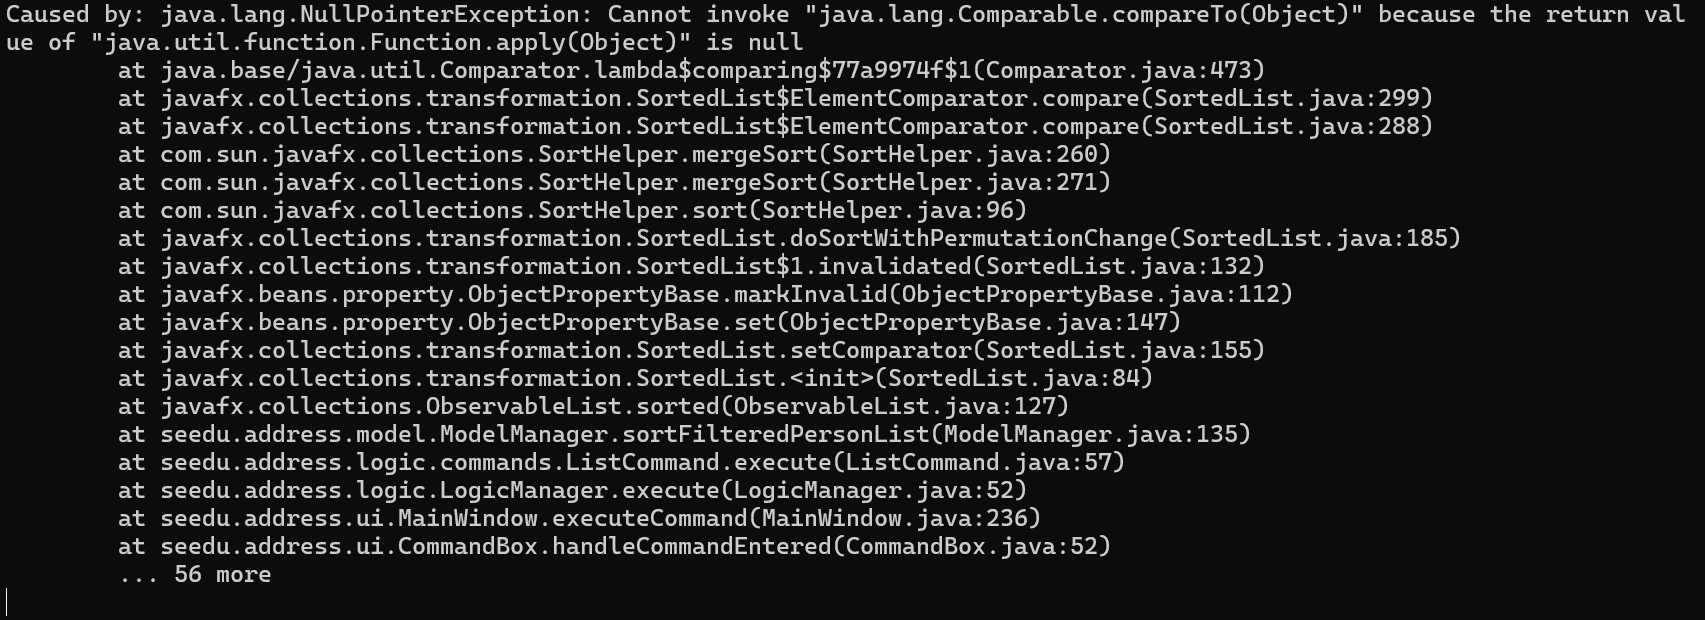 Caused by: java.lang.NullPointerException: Cannot invoke "java.lang.Comparable.compareTo(Object)" because the return val
ue of "java.util.function.Function.apply(Object)" is null
        at java.base/java.util.Comparator.lambda$comparing$77a9974f$1(Comparator.java:473)
        at javafx.collections.transformation.SortedList$ElementComparator.compare(SortedList.java:299)
        at javafx.collections.transformation.SortedList$ElementComparator.compare(SortedList.java:288)
        at com.sun.javafx.collections.SortHelper.mergeSort(SortHelper.java:260)
        at com.sun.javafx.collections.SortHelper.mergeSort(SortHelper.java:271)
        at com.sun.javafx.collections.SortHelper.sort(SortHelper.java:96)
        at javafx.collections.transformation.SortedList.doSortWithPermutationChange(SortedList.java:185)
        at javafx.collections.transformation.SortedList$1.invalidated(SortedList.java:132)
        at javafx.beans.property.ObjectPropertyBase.markInvalid(ObjectPropertyBase.java:112)
        at javafx.beans.property.ObjectPropertyBase.set(ObjectPropertyBase.java:147)
        at javafx.collections.transformation.SortedList.setComparator(SortedList.java:155)
        at javafx.collections.transformation.SortedList.<init>(SortedList.java:84)
        at javafx.collections.ObservableList.sorted(ObservableList.java:127)
        at seedu.address.model.ModelManager.sortFilteredPersonList(ModelManager.java:135)
        at seedu.address.logic.commands.ListCommand.execute(ListCommand.java:57)
        at seedu.address.logic.LogicManager.execute(LogicManager.java:52)
        at seedu.address.ui.MainWindow.executeCommand(MainWindow.java:236)
        at seedu.address.ui.CommandBox.handleCommandEntered(CommandBox.java:52)
        ... 56 more